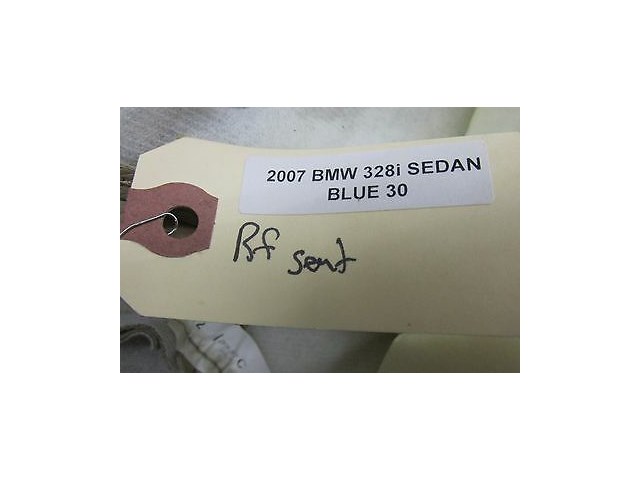 2007 BMW 328i SEDAN
BLUE 30
Rf seat